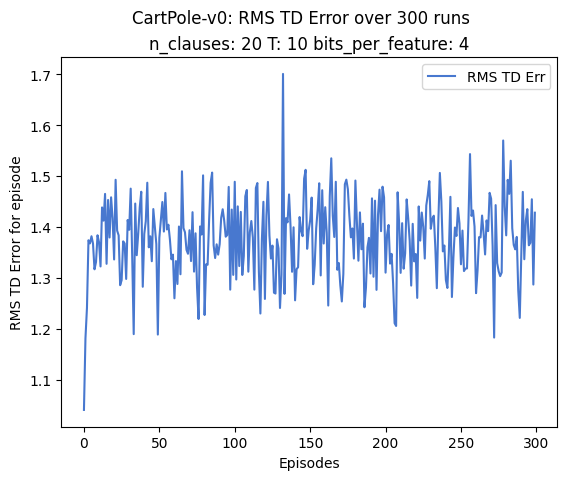 CartPole-v0: RMS TD Error over 300 runs
n_clauses: 20 T: 10 bits_per_feature: 4
RMS TD Err
RMS TD Error for episode
1.7
1.6
1.5
1.4
1.3
1.2
1.1
0
50
100
150
200
250
300
Episodes